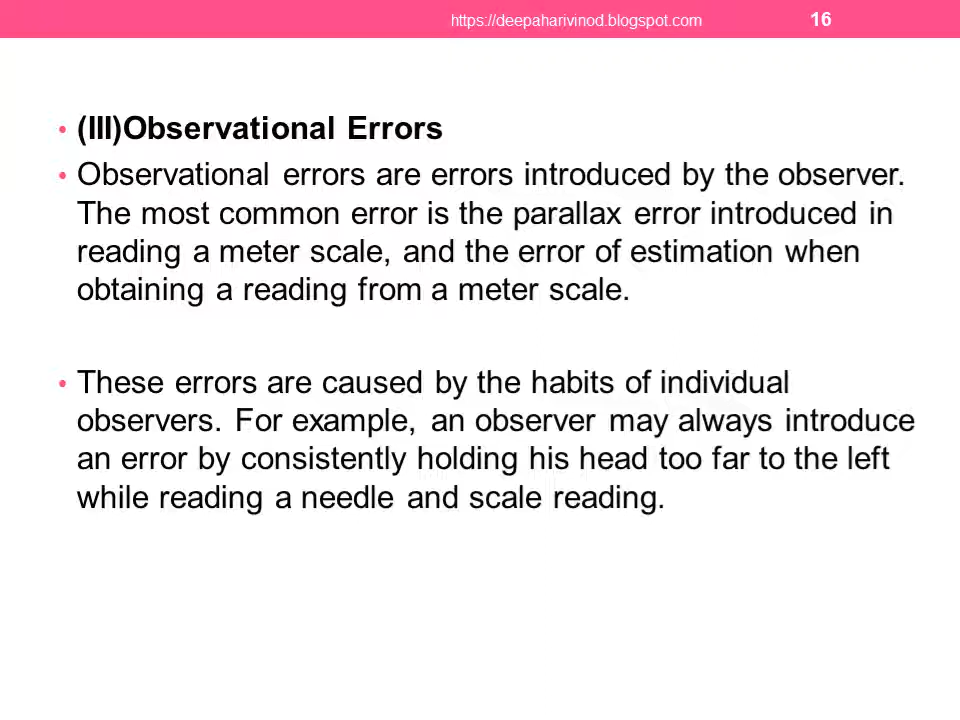 https://deepaharivinod.blogspot.com 16
• (III)Observational Errors
• Observational errors are errors introduced by the observer.
The most common error is the parallax error introduced in
reading a meter scale, and the error of estimation when
obtaining a reading from a meter scale.
• These errors are caused by the habits of individual
observers. For example, an observer may always introduce
an error by consistently holding his head too far to the left
while reading a needle and scale reading.